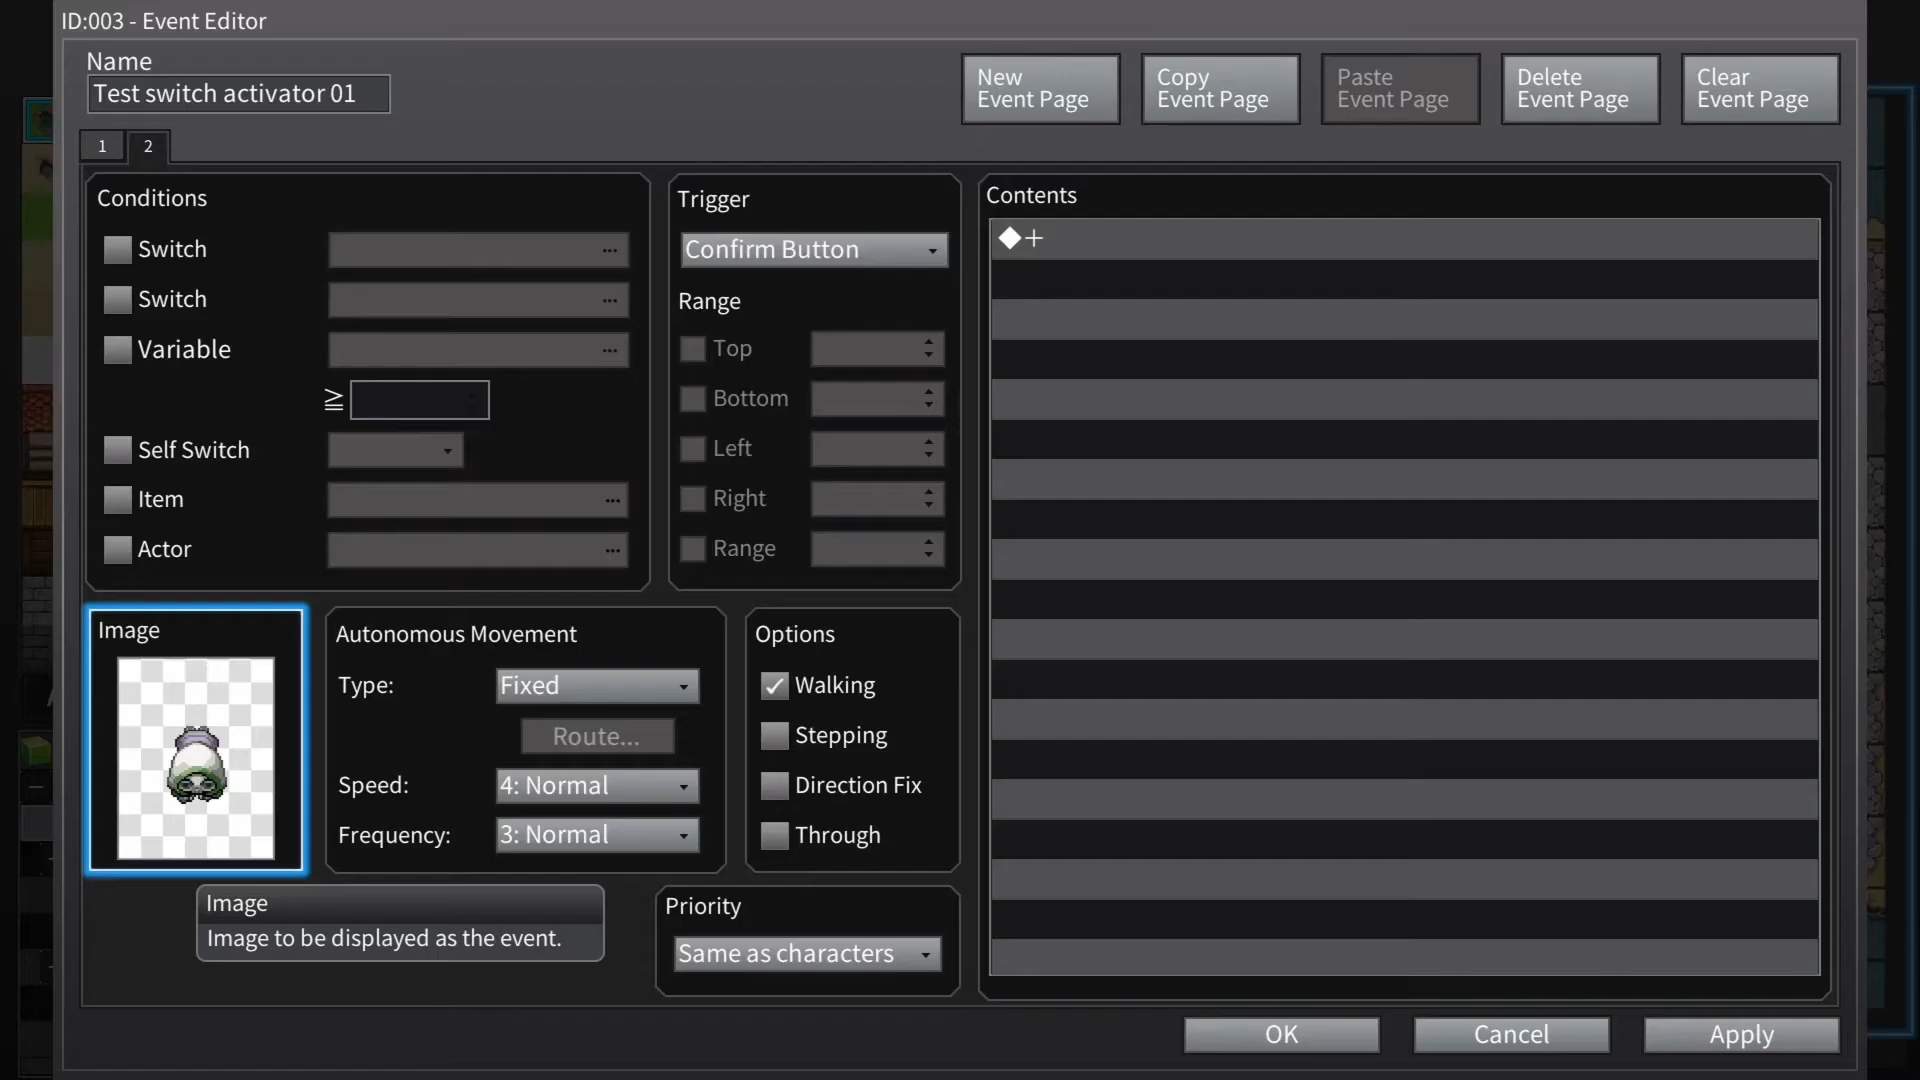 ID:003 - Event Editor
Name
Test switch activator 01
New
Event Page
Copy
Event Page
Paste
Event Page
Delete
Event Page
Clear
Event Page
1
2
Conditions
Switch
...
Switch
...
Variable
...
≧
Self Switch
Item
...
Actor
...
Trigger
Confirm Button
Range
Top
Bottom
Left
Right
Range
Contents
◆+
Image
Autonomous Movement
Type:
Fixed
Route...
Speed:
4: Normal
Frequency:
3: Normal
Options
Walking
Stepping
Direction Fix
Through
Image
Image to be displayed as the event.
Priority
Same as characters
OK
Cancel
Apply